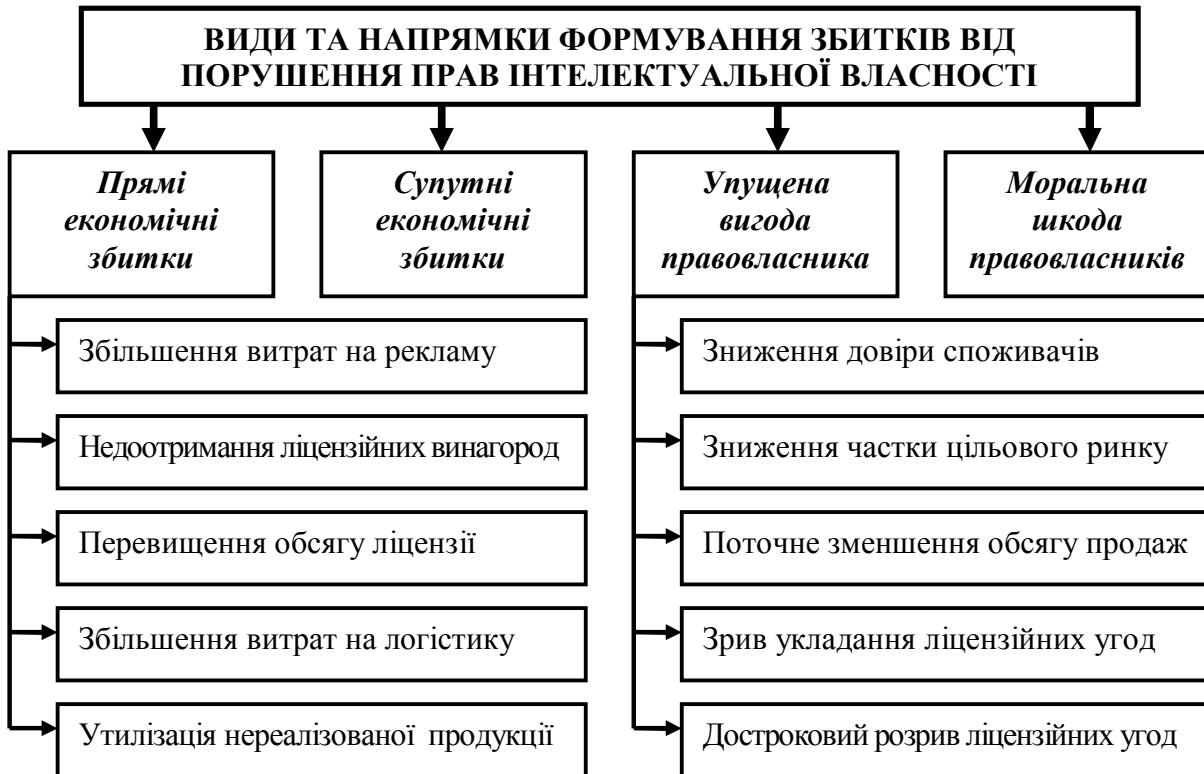 ВИДИ ТА НАПРЯМКИ ФОРМУВАННЯ ЗБИТКІВ ВІД
ПОРУШЕННЯ ПРАВ ІНТЕЛЕКТУАЛЬНОЇ ВЛАСНОСТІ
Прямі
економічні
збитки
Супутні
економічні
збитки
Упущена
вигода
правовласника
Моральна
шкода
правовласників
Збільшення витрат на рекламу
Недоотримання ліцензійних винагород
Перевищення обсягу ліцензії
Збільшення витрат на логістику
Утилізація нереалізованої продукції
Зниження довіри споживачів
Зниження частки цільового ринку
Поточне зменшення обсягу продаж
Зрив укладання ліцензійних угод
Достроковий розрив ліцензійних угод